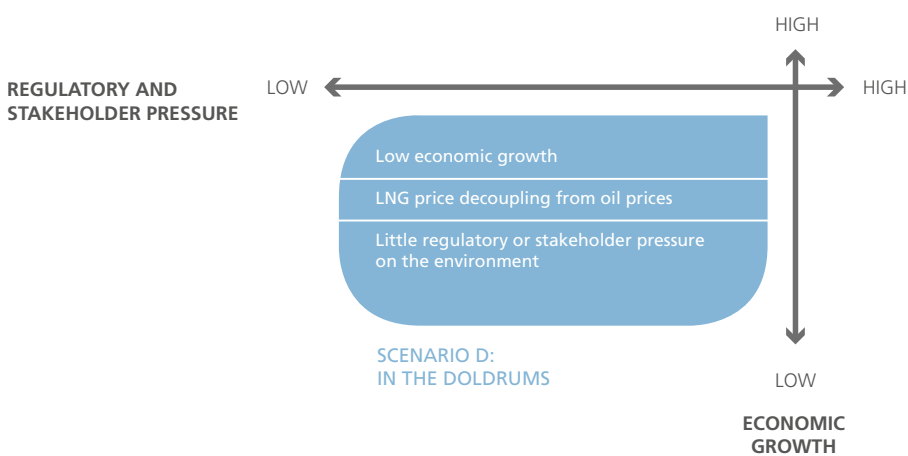 HIGH
REGULATORY AND
STAKEHOLDER PRESSURE
LOW
HIGH
Low economic growth
LNG price decoupling from oil prices
Little regulatory or stakeholder pressure
on the environment
SCENARIO D:
IN THE DOLDRUMS
LOW
ECONOMIC
GROWTH